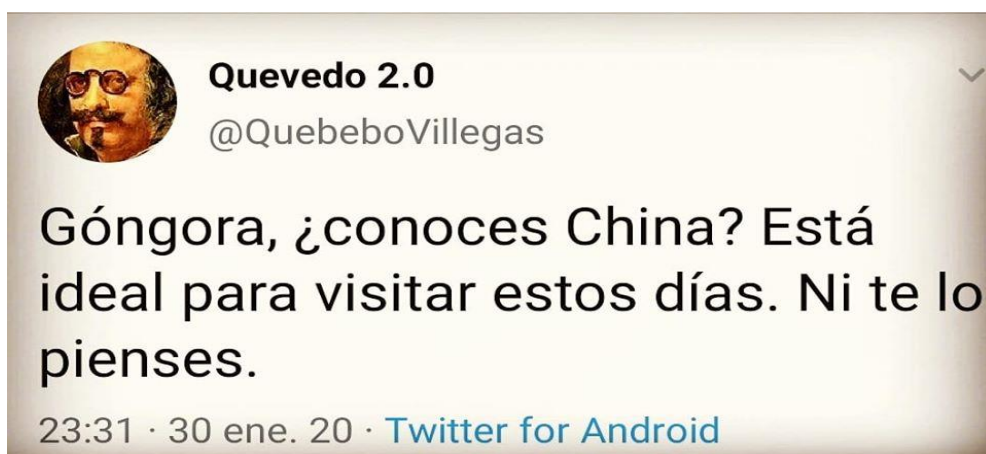 Quevedo 2.0
@QuebeboVillegas
Góngora, ¿conoces China? Está
ideal para visitar estos días. Ni te lo
pienses.
23:31 · 30 ene. 20 · Twitter for Android